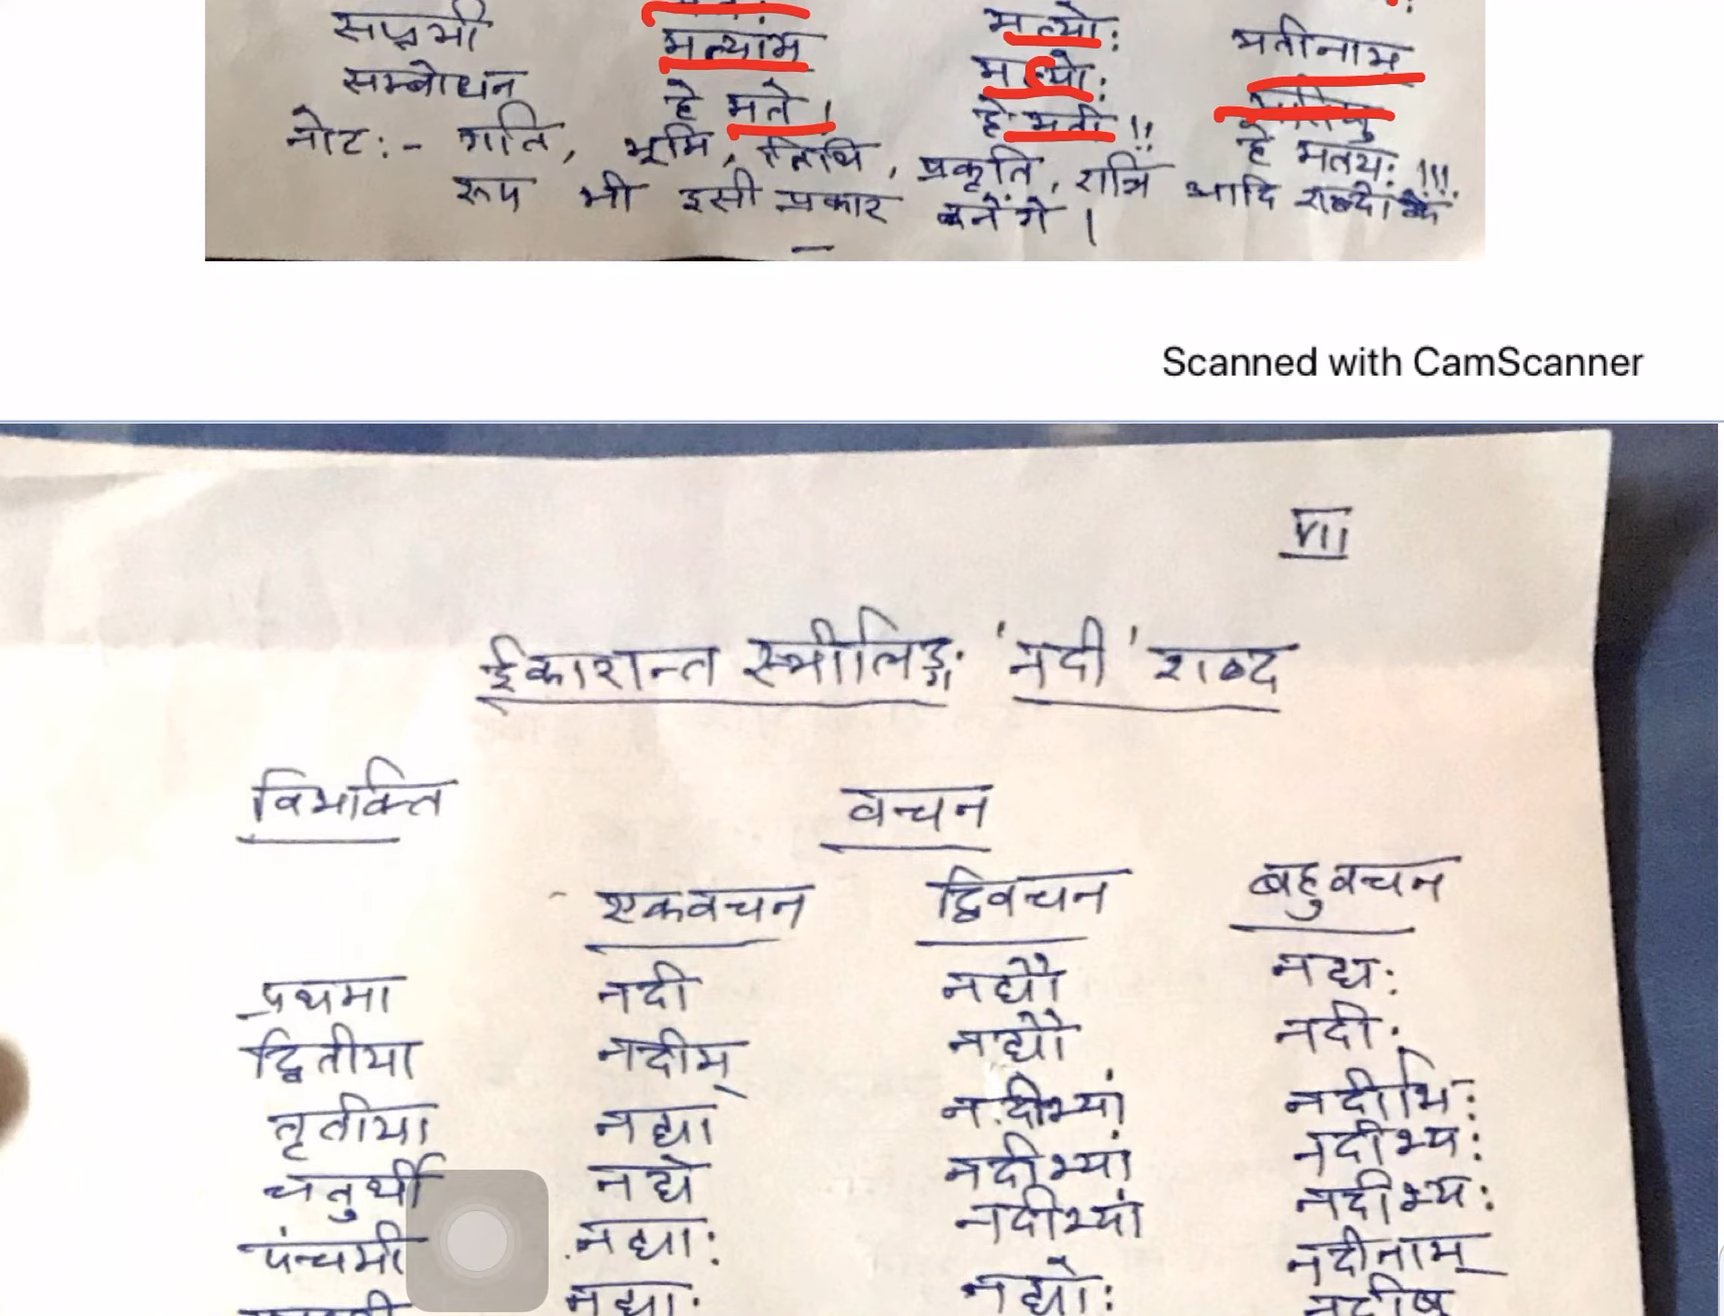 सप्तमी मत्याम मत्यो: मतीनाम्
सम्बोधन हे मते ! मत्यो:
हे मती !! हे मतय: !!!
नोट:- गति, भूमि, तिथि, प्रकृति, रात्रि आदि शब्दों के
रूप भी इसी प्रकार बनेंगे ।
Scanned with CamScanner
VII
ईकारान्त स्त्रीलिङ्ग: 'नदी' शब्द
विभक्ति वचन
एकवचन द्विवचन बहुवचन
प्रथमा नदी नद्यौ नद्य:
द्वितीया नदीम् नद्यौ नदी:
तृतीया नद्या नदीभ्यां नदीभि:
चतुर्थी नद्यै नदीभ्यां नदीभ्य:
पंन्चमी नद्या: नदीभ्यां नदीभ्य:
नद्या: नद्यो: नदीनाम्